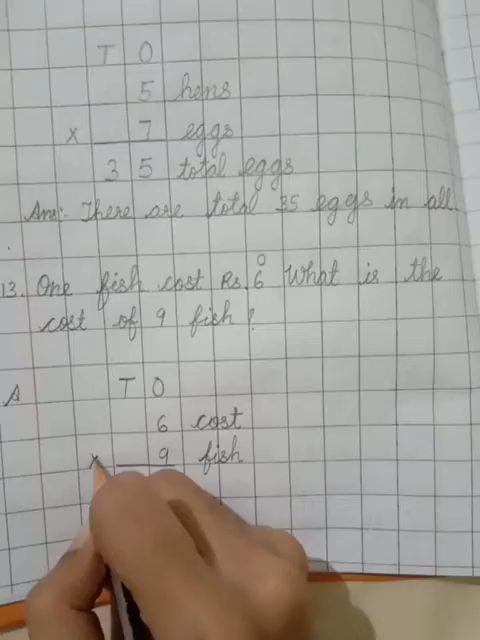 T O
5 hens
x 7 eggs
3 5 total eggs
Ans:- There are total 35 eggs in all
13. One fish cost Rs. 6 What is the
cost of 9 fish?
A
T O
6 cost
x 9 fish